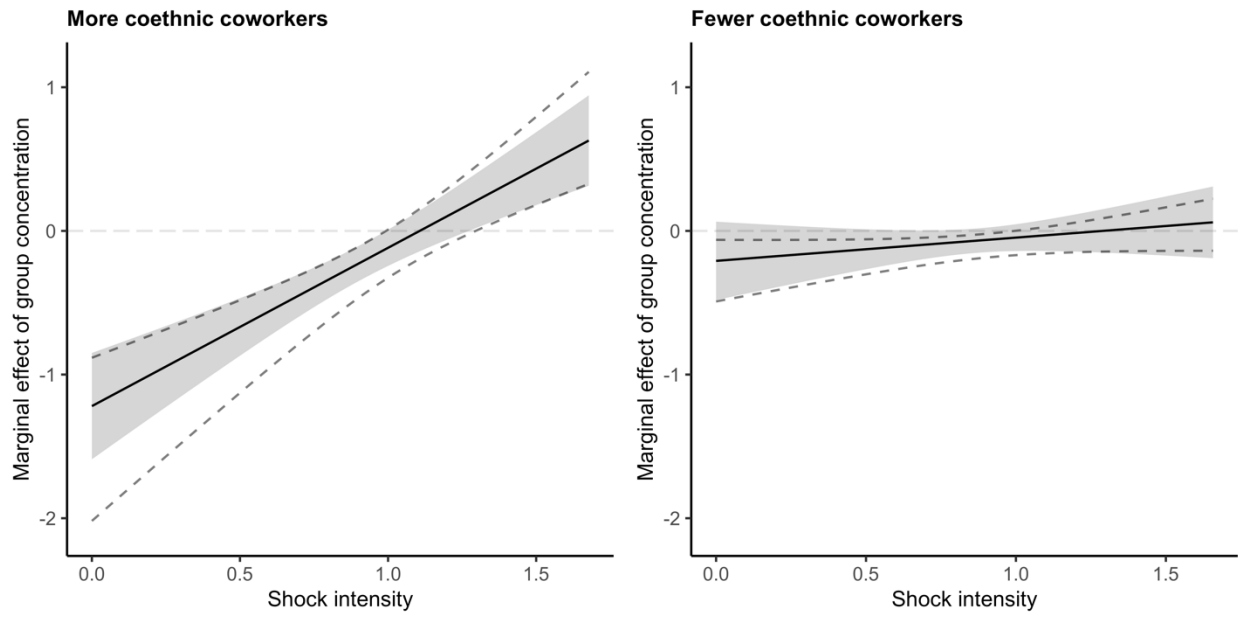 More coethnic coworkers
Marginal effect of group concentration
1
0
-1
-2
0.0 0.5 1.0 1.5
Shock intensity
Fewer coethnic coworkers
Marginal effect of group concentration
1
0
-1
-2
0.0 0.5 1.0 1.5
Shock intensity